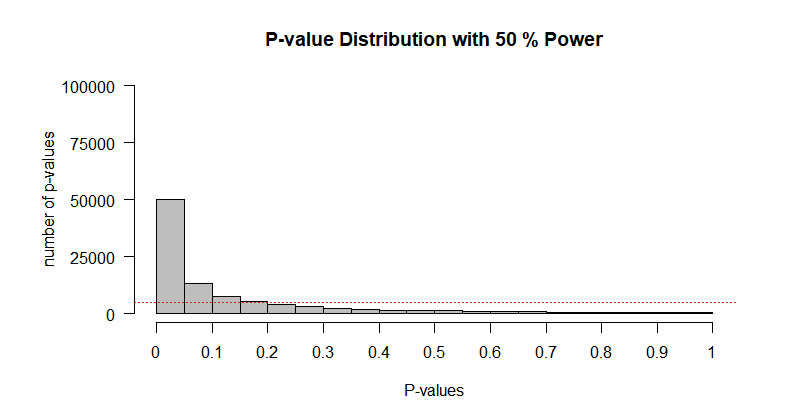 P-value Distribution with 50 % Power
number of p-values
100000
75000
50000
25000
0
0 0.1 0.2 0.3 0.4 0.5 0.6 0.7 0.8 0.9 1
P-values